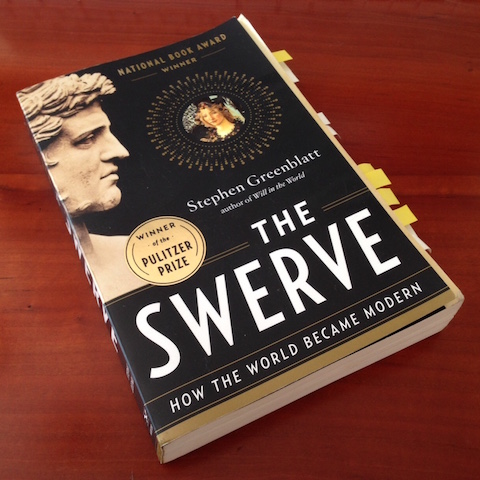 NATIONAL BOOK AWARD
WINNER
Stephen Greenblatt
author of Will in the World
WINNER
of the
PULITZER
PRIZE
THE
SWERVE
HOW THE WORLD BECAME MODERN